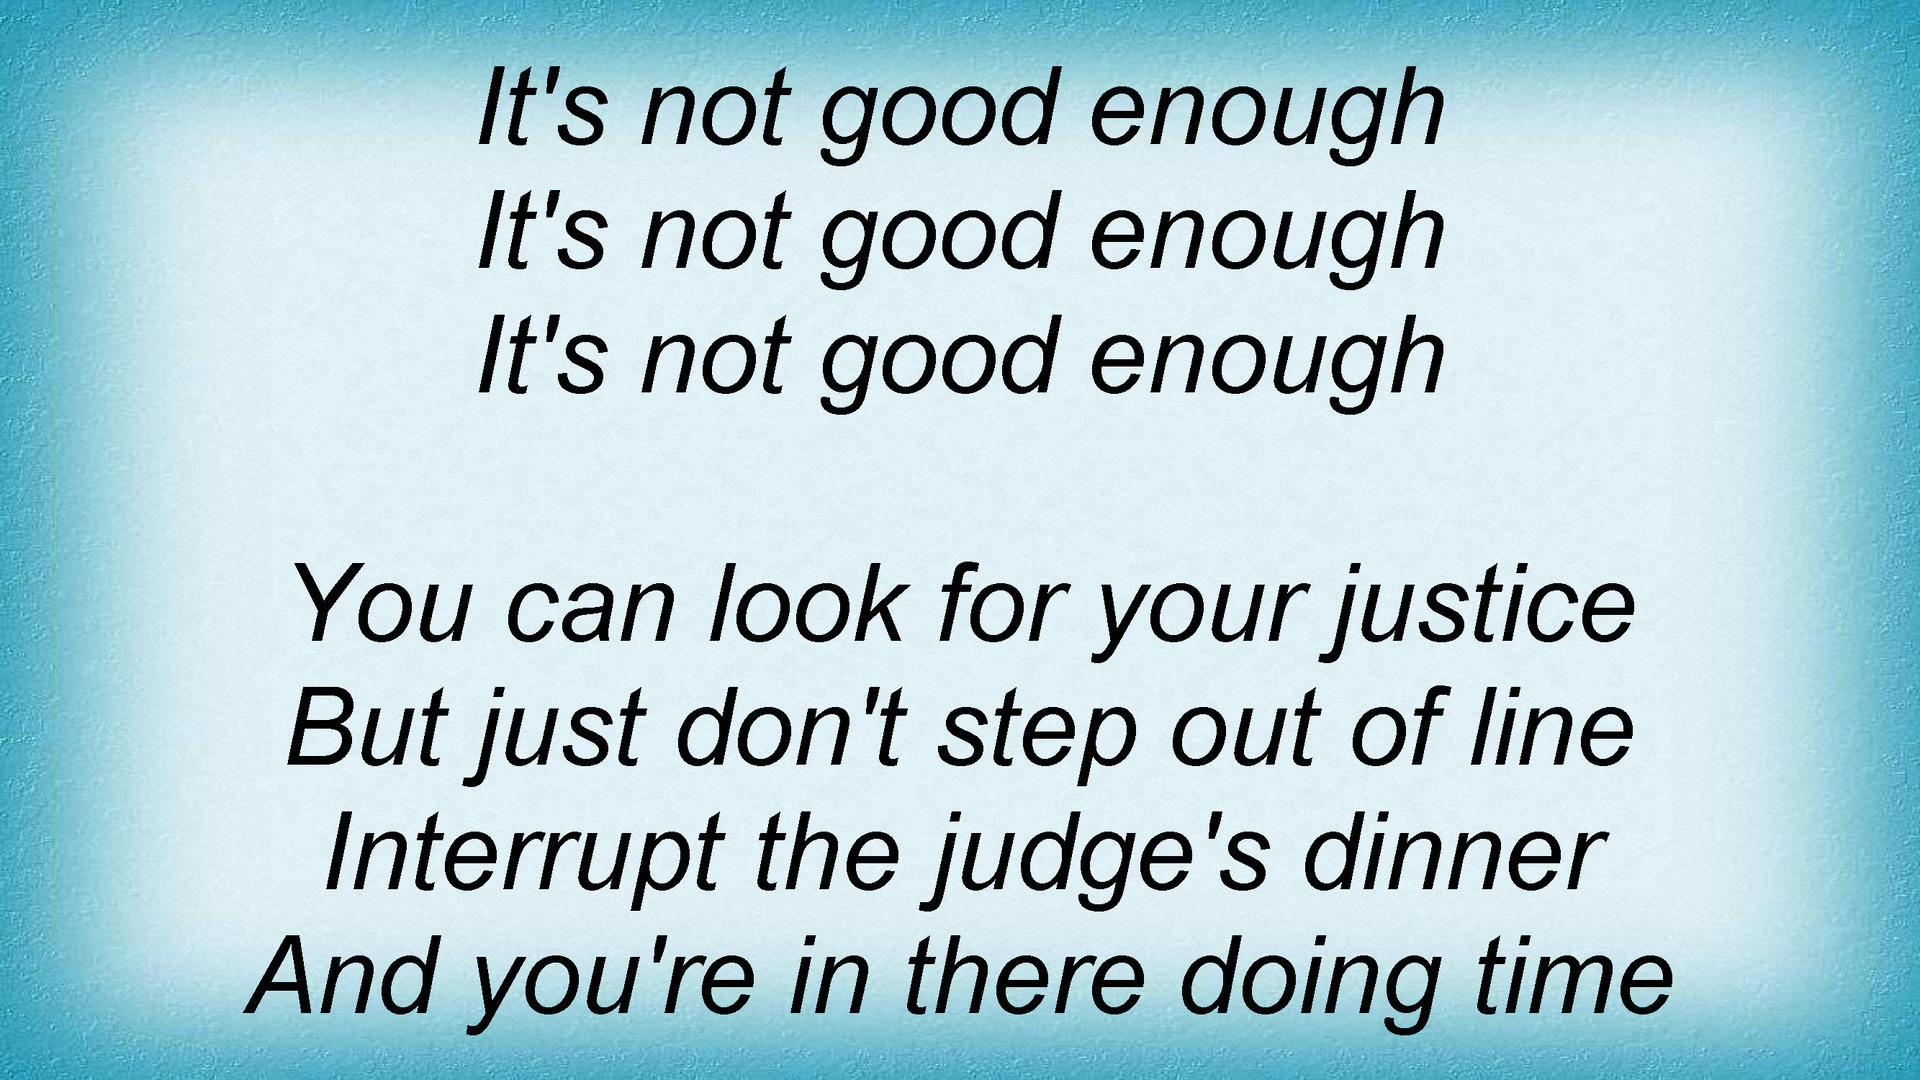 It's not good enough
It's not good enough
It's not good enough
You can look for your justice
But just don't step out of line
Interrupt the judge's dinner
And you're in there doing time